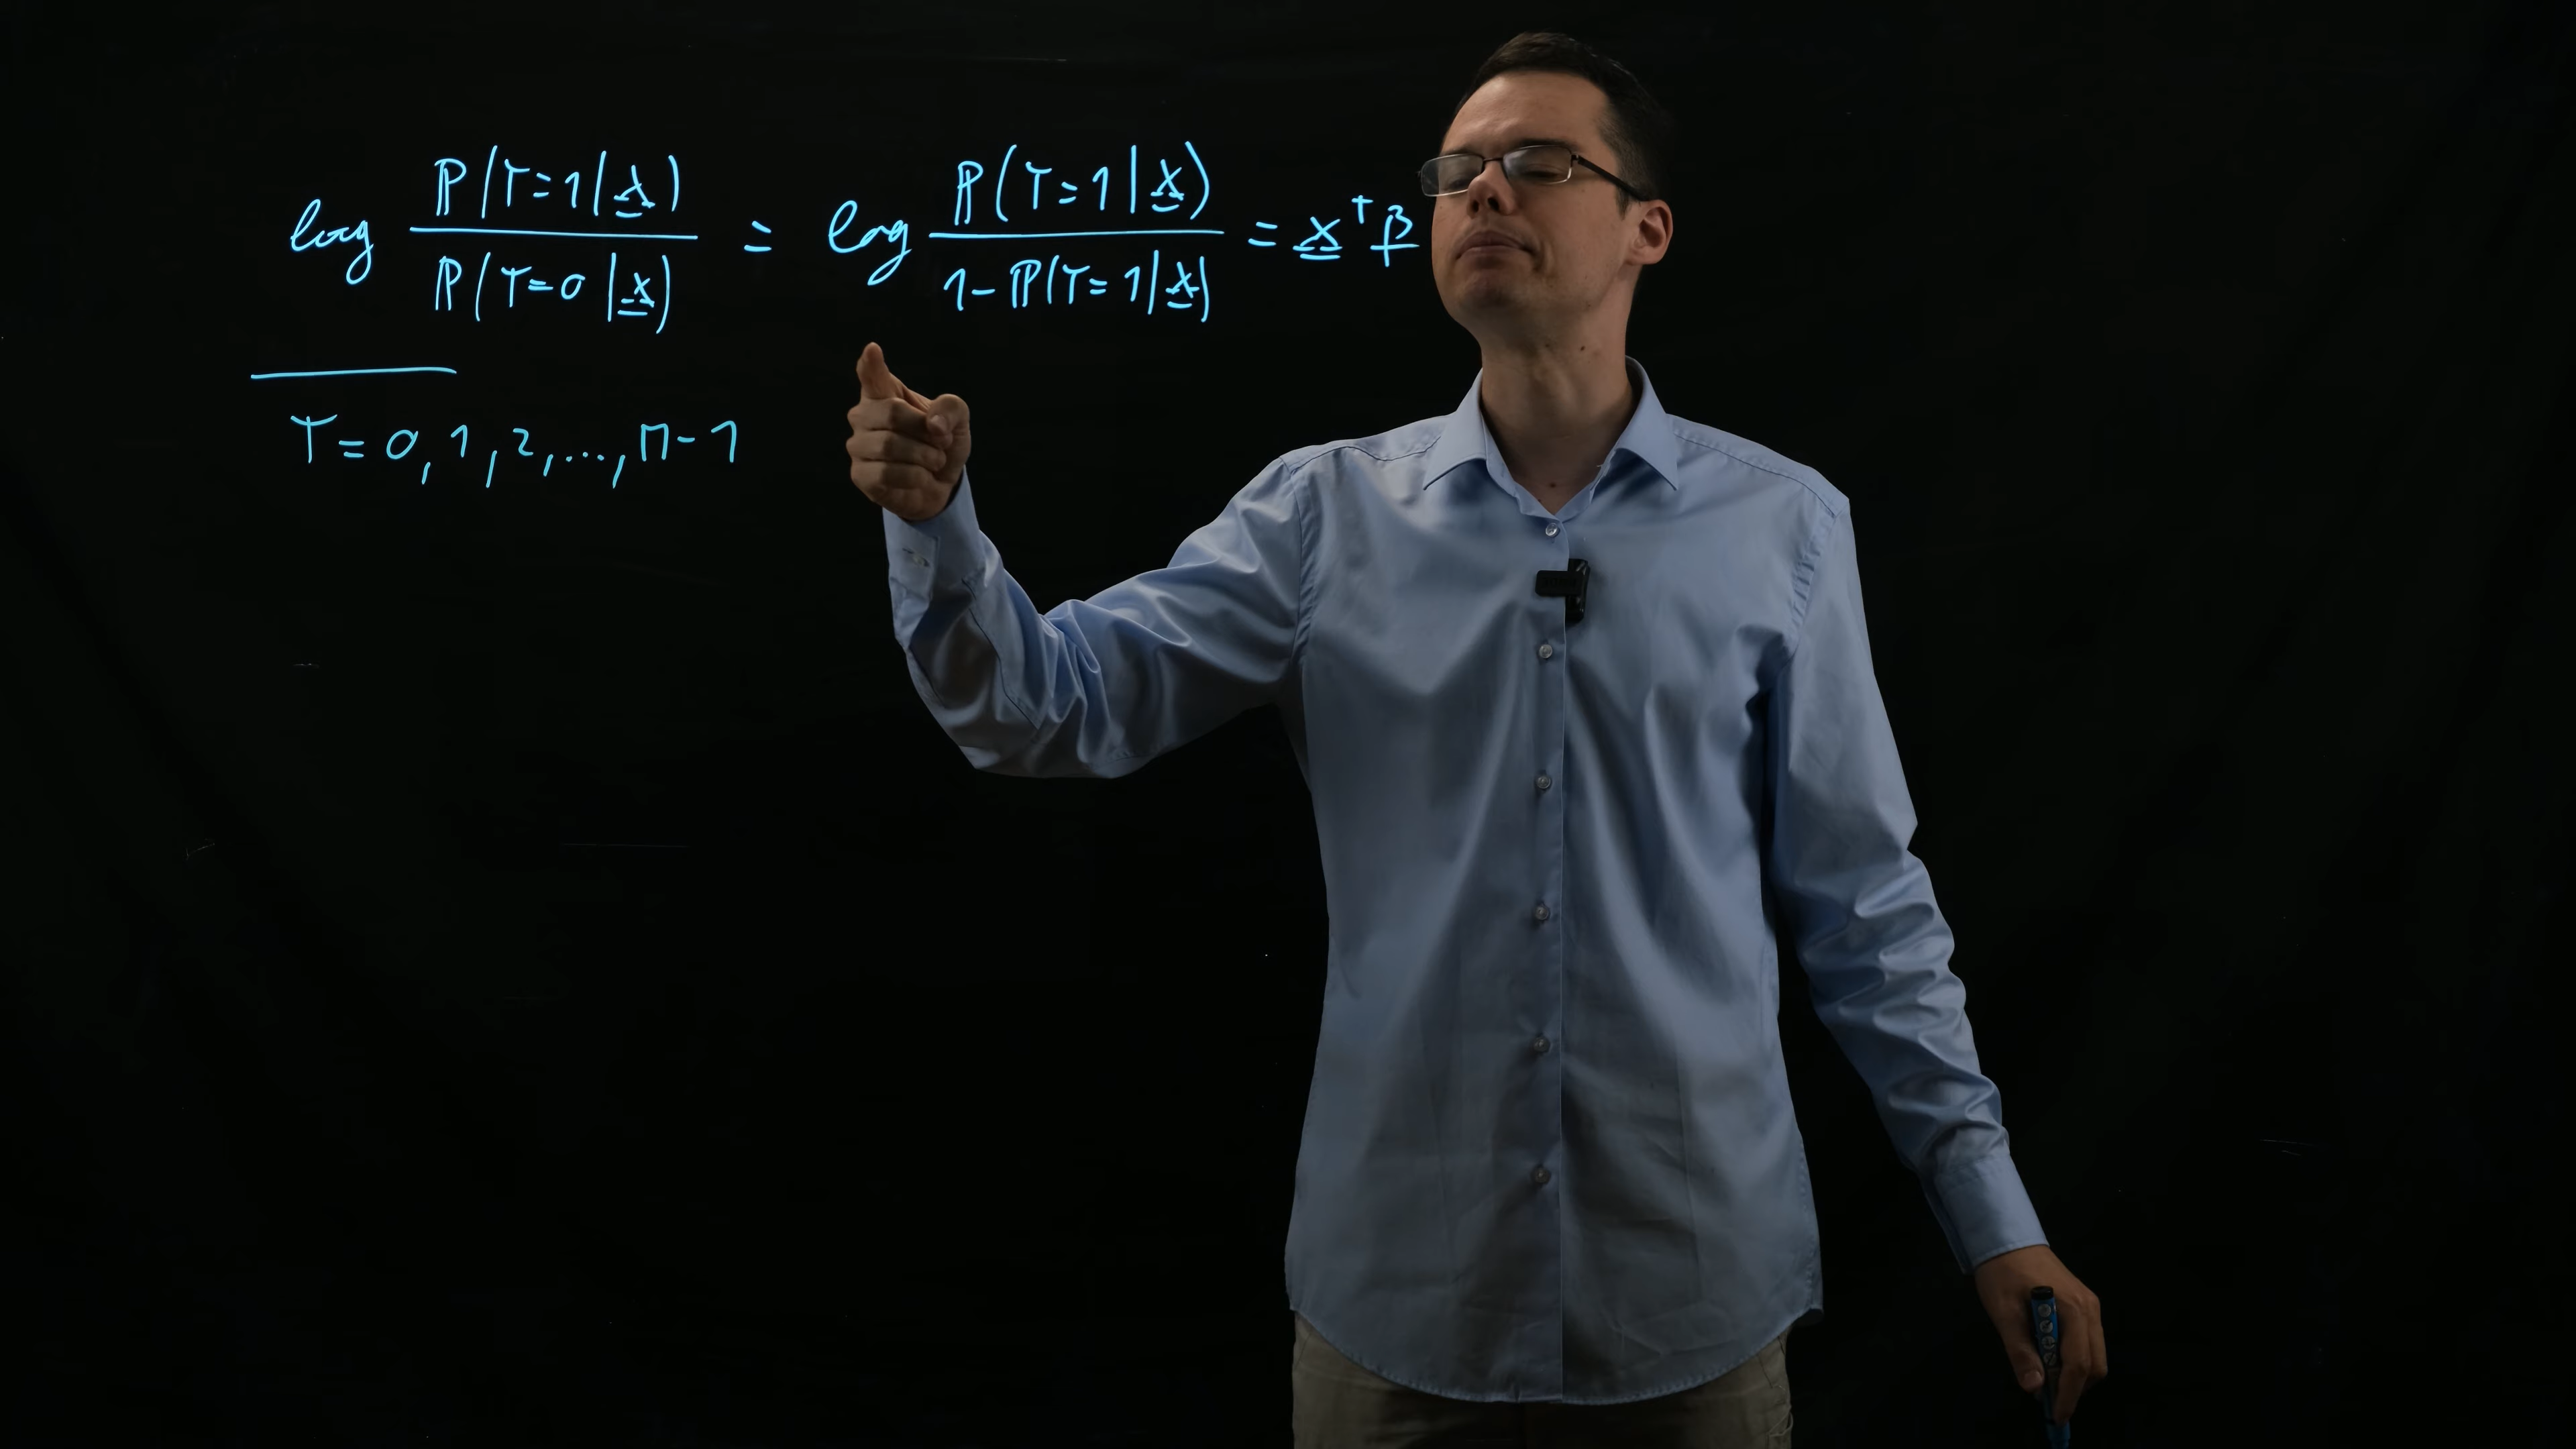 log P(T=1|x) / P(T=0|x) = log P(T=1|x) / 1-P(T=1|x) = x^T β
T = 0, 1, 2, ..., M-1